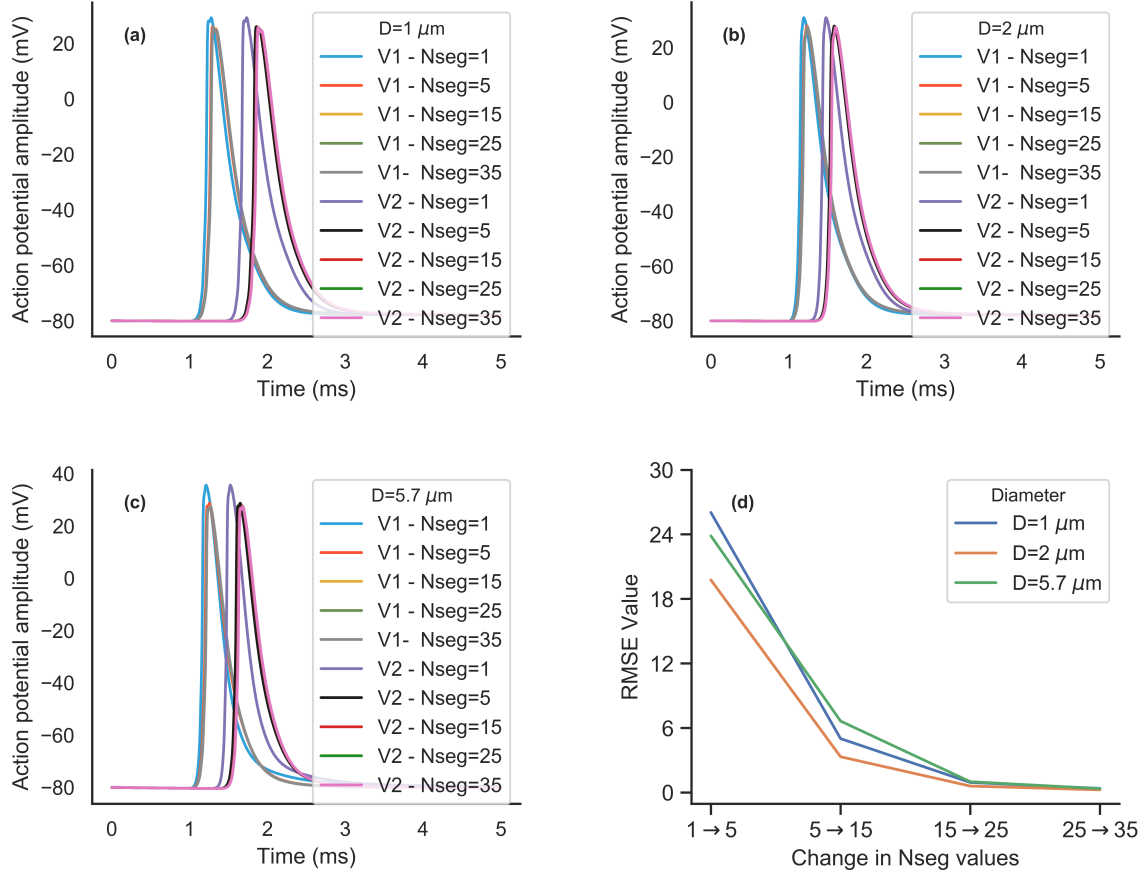 (a)
Action potential amplitude (mV)
20
0
−20
−40
−60
−80
0 1 2 3 4 5
Time (ms)
D=1 μm
V1 - Nseg=1
V1 - Nseg=5
V1 - Nseg=15
V1 - Nseg=25
V1- Nseg=35
V2 - Nseg=1
V2 - Nseg=5
V2 - Nseg=15
V2 - Nseg=25
V2 - Nseg=35
(b)
Action potential amplitude (mV)
20
0
−20
−40
−60
−80
0 1 2 3 4 5
Time (ms)
D=2 μm
V1 - Nseg=1
V1 - Nseg=5
V1 - Nseg=15
V1 - Nseg=25
V1- Nseg=35
V2 - Nseg=1
V2 - Nseg=5
V2 - Nseg=15
V2 - Nseg=25
V2 - Nseg=35
(c)
Action potential amplitude (mV)
40
20
0
−20
−40
−60
−80
0 1 2 3 4 5
Time (ms)
D=5.7 μm
V1 - Nseg=1
V1 - Nseg=5
V1 - Nseg=15
V1 - Nseg=25
V1- Nseg=35
V2 - Nseg=1
V2 - Nseg=5
V2 - Nseg=15
V2 - Nseg=25
V2 - Nseg=35
(d)
RMSE Value
30
24
18
12
6
0
1→5 5→15 15→25 25→35
Change in Nseg values
Diameter
D=1 μm
D=2 μm
D=5.7 μm